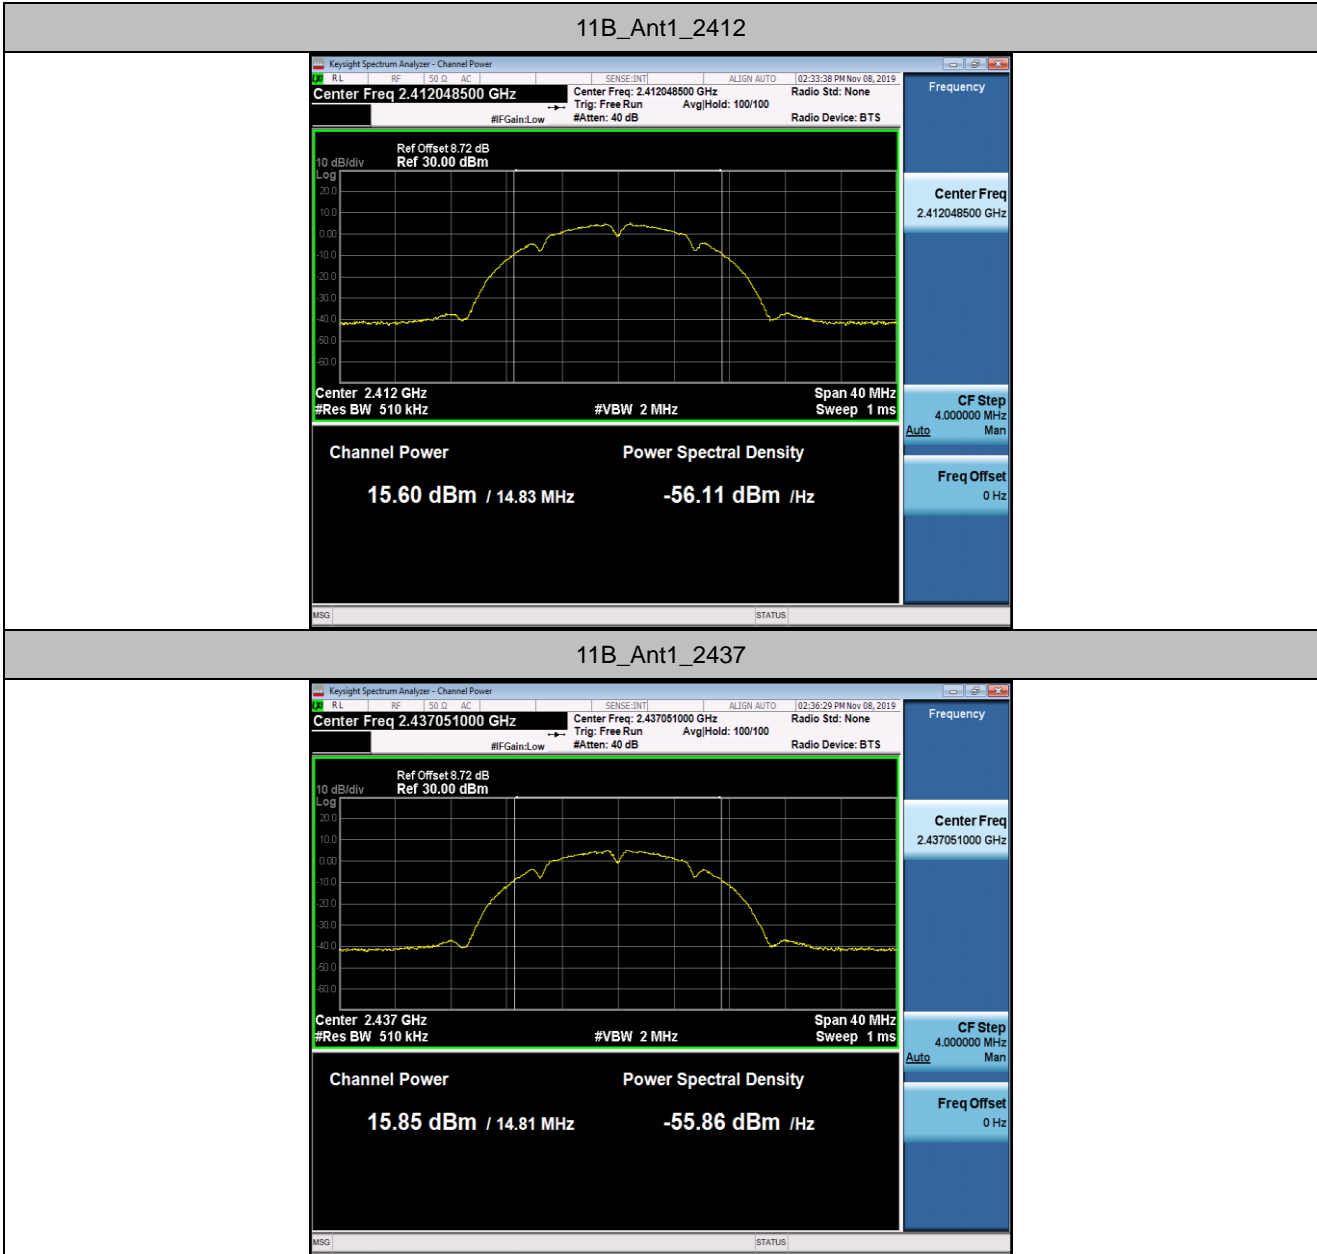 11B_Ant1_2412
Keysight Spectrum Analyzer - Channel Power
LXI RL RF 50 Ω AC SENSE:INT ALIGN AUTO 02:33:38 PM Nov 08, 2019
Center Freq 2.412048500 GHz
Center Freq: 2.412048500 GHz
Radio Std: None
Trig: Free Run
Avg|Hold: 100/100
#IFGain:Low
#Atten: 40 dB
Radio Device: BTS
Ref Offset 8.72 dB
10 dB/div
Ref 30.00 dBm
Log
20.0
10.0
0.00
-10.0
-20.0
-30.0
-40.0
-50.0
-60.0
Center 2.412 GHz
Span 40 MHz
#Res BW 510 kHz
#VBW 2 MHz
Sweep 1 ms
Channel Power
Power Spectral Density
15.60 dBm / 14.83 MHz
-56.11 dBm /Hz
MSG
STATUS
Frequency
Center Freq
2.412048500 GHz
CF Step
4.000000 MHz
Auto Man
Freq Offset
0 Hz
11B_Ant1_2437
Keysight Spectrum Analyzer - Channel Power
LXI RL RF 50 Ω AC SENSE:INT ALIGN AUTO 02:36:29 PM Nov 08, 2019
Center Freq 2.437051000 GHz
Center Freq: 2.437051000 GHz
Radio Std: None
Trig: Free Run
Avg|Hold: 100/100
#IFGain:Low
#Atten: 40 dB
Radio Device: BTS
Ref Offset 8.72 dB
10 dB/div
Ref 30.00 dBm
Log
20.0
10.0
0.00
-10.0
-20.0
-30.0
-40.0
-50.0
-60.0
Center 2.437 GHz
Span 40 MHz
#Res BW 510 kHz
#VBW 2 MHz
Sweep 1 ms
Channel Power
Power Spectral Density
15.85 dBm / 14.81 MHz
-55.86 dBm /Hz
MSG
STATUS
Frequency
Center Freq
2.437051000 GHz
CF Step
4.000000 MHz
Auto Man
Freq Offset
0 Hz